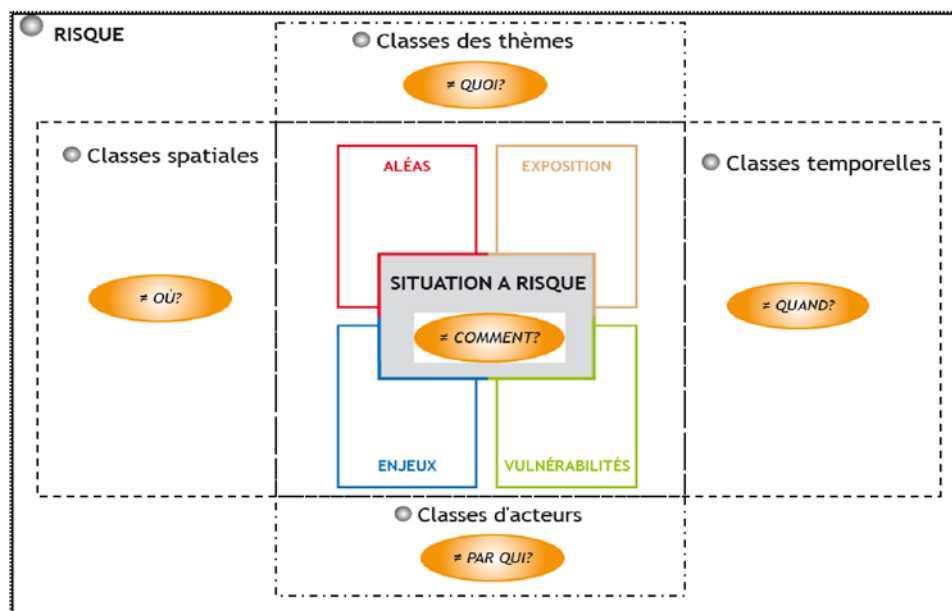 RISQUE
Classes des thèmes
≠ QUOI?
Classes spatiales
≠ OÙ?
ALÉAS
EXPOSITION
SITUATION A RISQUE
≠ COMMENT?
ENJEUX
VULNÉRABILITÉS
Classes temporelles
≠ QUAND?
Classes d'acteurs
≠ PAR QUI?